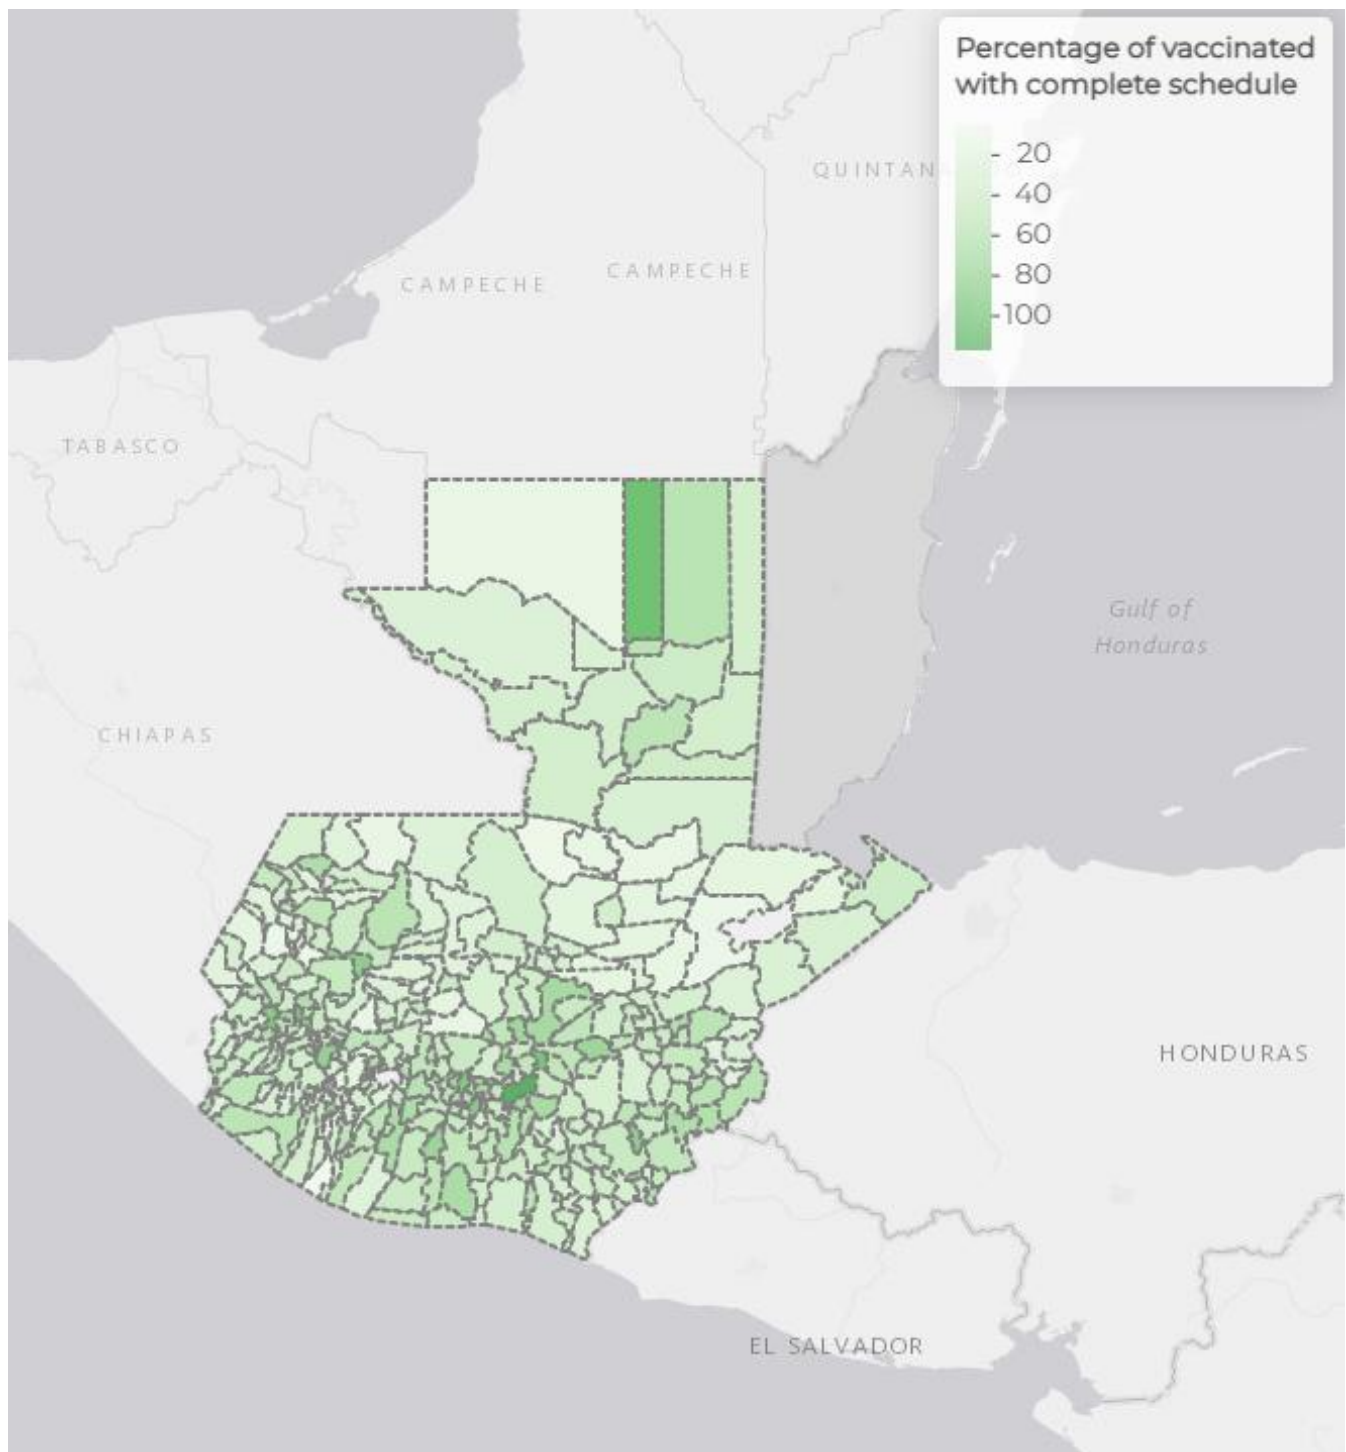 Percentage of vaccinated
with complete schedule
20
40
60
80
100
QUINTAN
CAMPECHE
CAMPECHE
TABASCO
Gulf of
Honduras
CHIAPAS
HONDURAS
EL SALVADOR